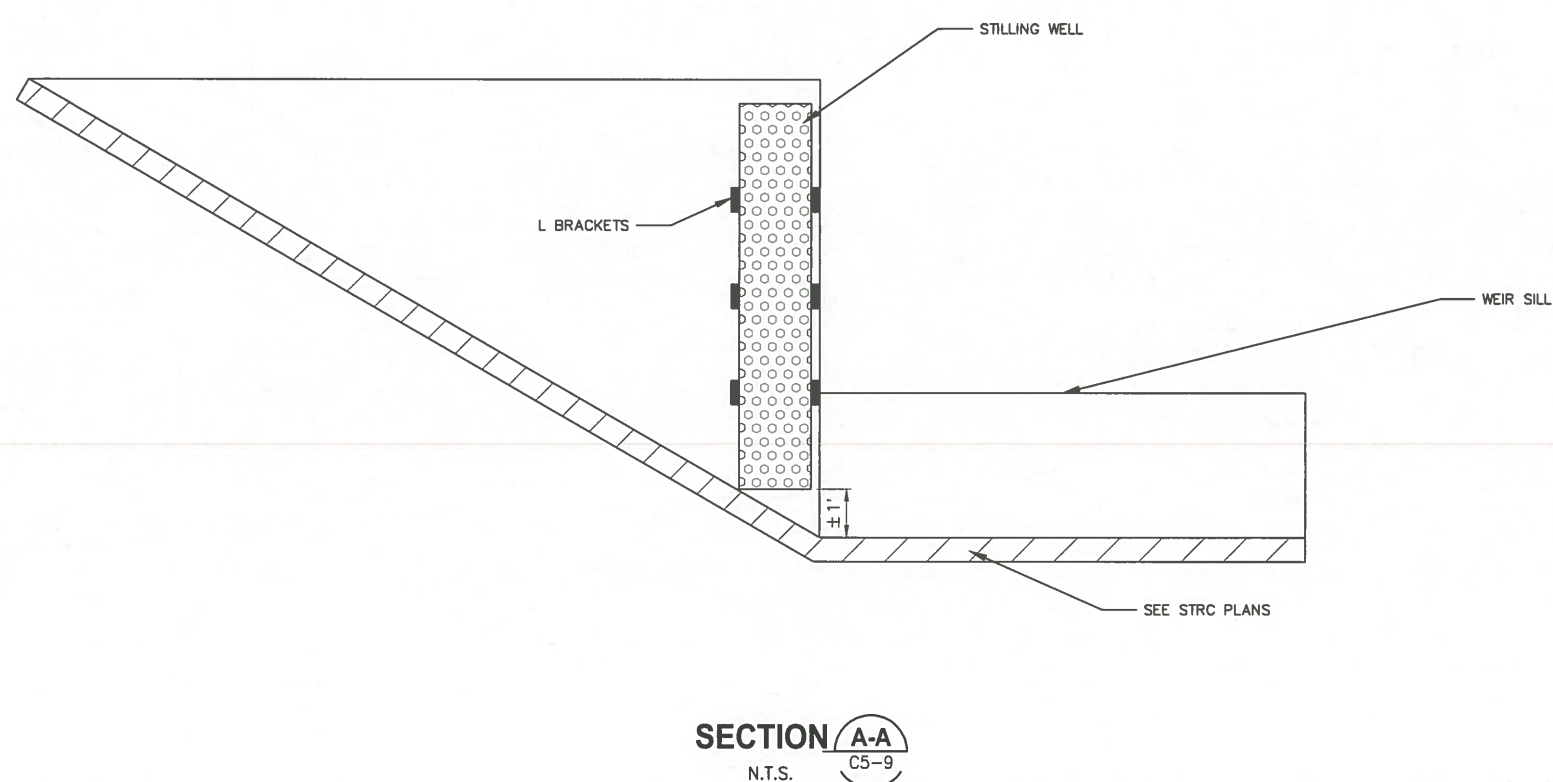 STILLING WELL
L BRACKETS
WEIR SILL
±1'
SEE STRC PLANS
SECTION A-A
C5-9
N.T.S.